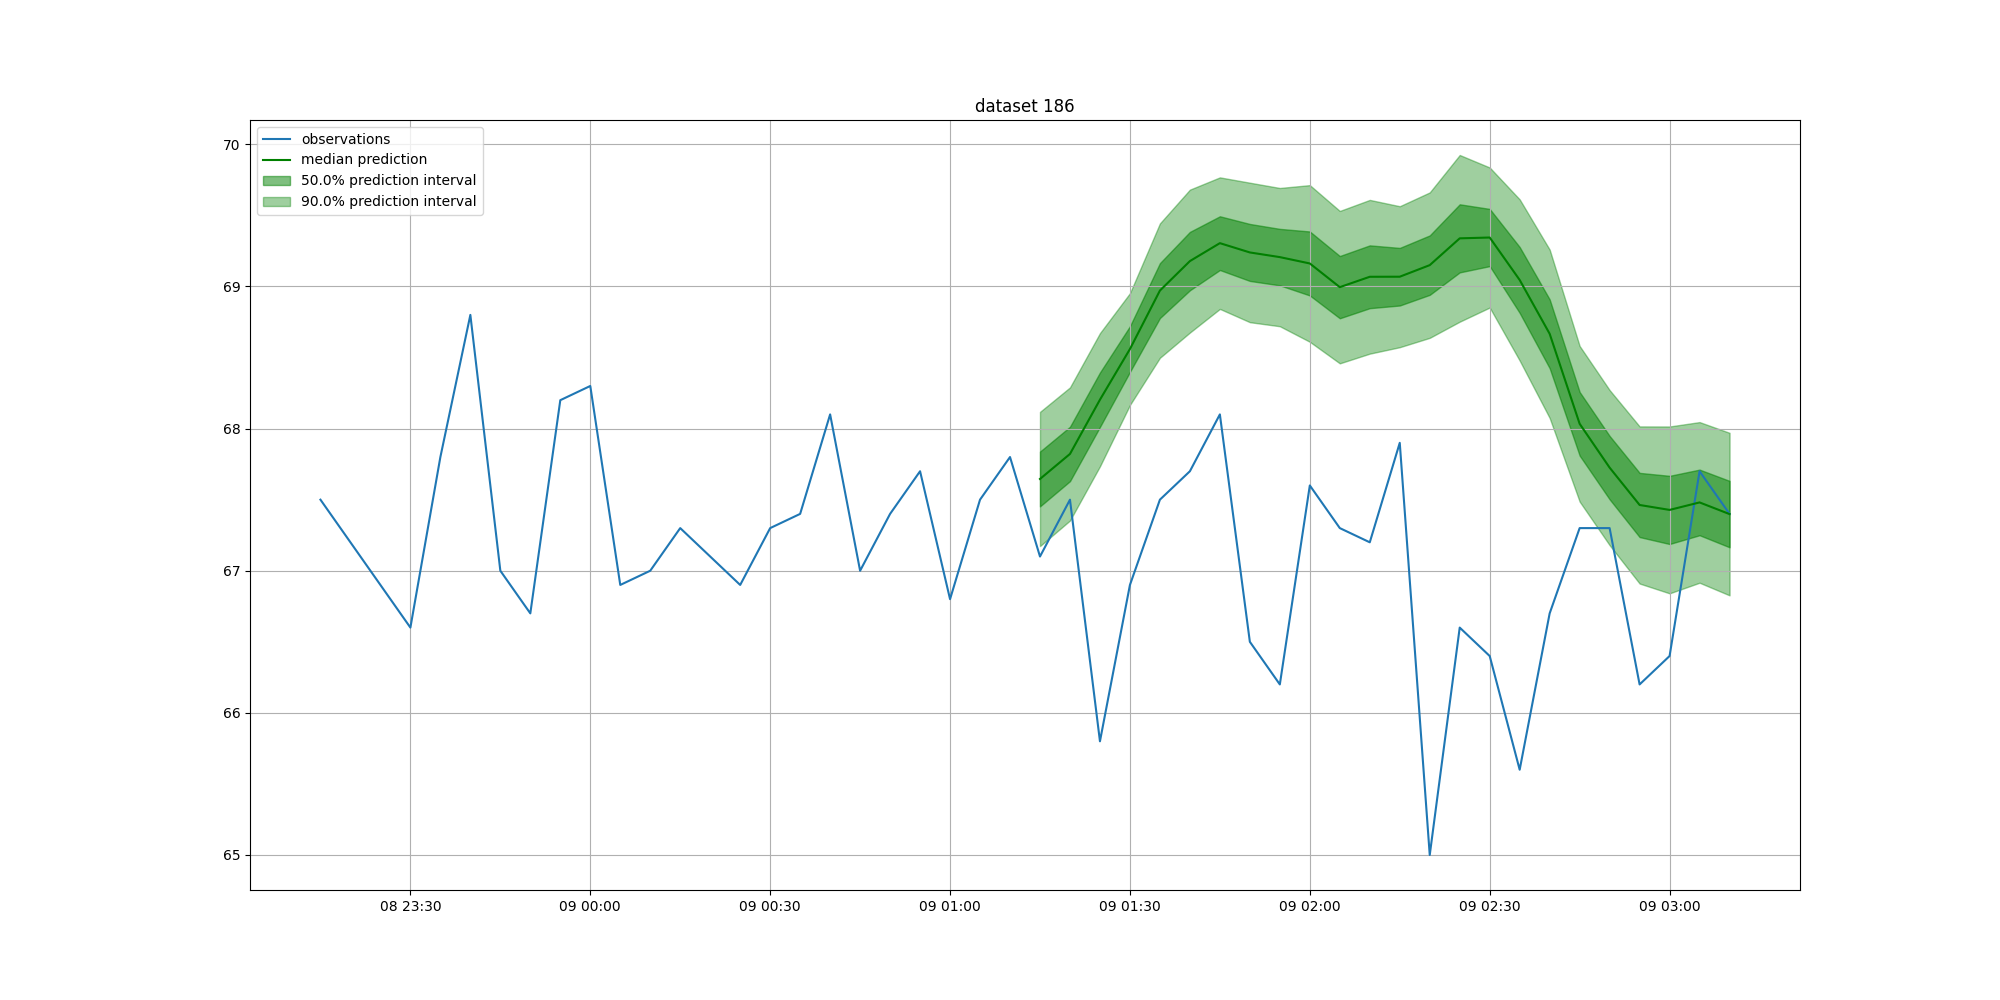 dataset 186
observations
median prediction
50.0% prediction interval
90.0% prediction interval
70
69
68
67
66
65
08 23:30 09 00:00 09 00:30 09 01:00 09 01:30 09 02:00 09 02:30 09 03:00